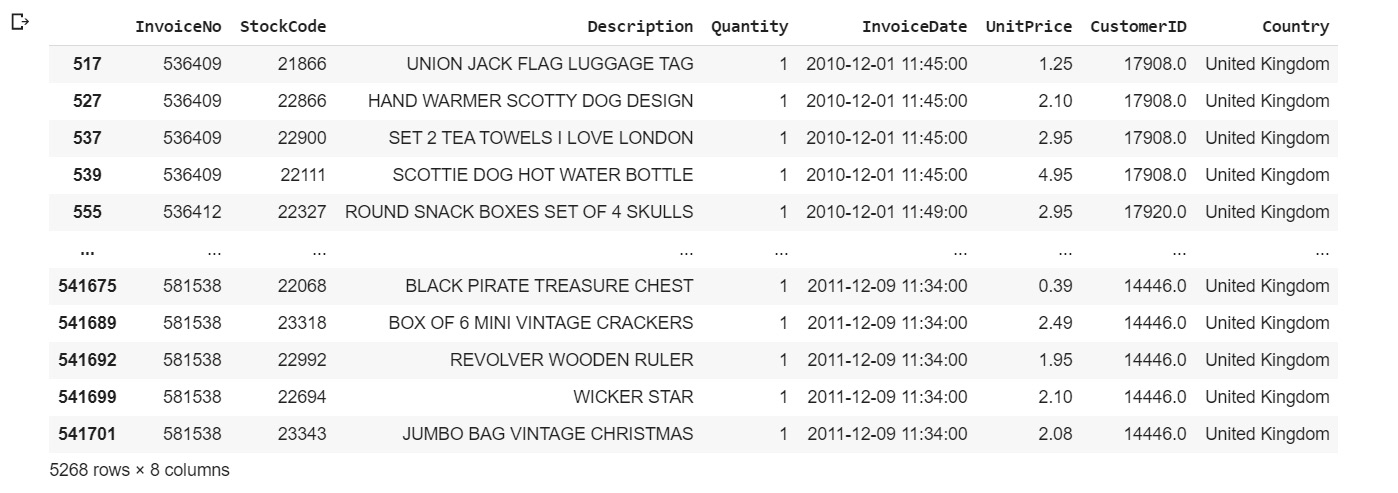 InvoiceNo StockCode Description Quantity InvoiceDate UnitPrice CustomerID Country
517 536409 21866 UNION JACK FLAG LUGGAGE TAG 1 2010-12-01 11:45:00 1.25 17908.0 United Kingdom
527 536409 22866 HAND WARMER SCOTTY DOG DESIGN 1 2010-12-01 11:45:00 2.10 17908.0 United Kingdom
537 536409 22900 SET 2 TEA TOWELS I LOVE LONDON 1 2010-12-01 11:45:00 2.95 17908.0 United Kingdom
539 536409 22111 SCOTTIE DOG HOT WATER BOTTLE 1 2010-12-01 11:45:00 4.95 17908.0 United Kingdom
555 536412 22327 ROUND SNACK BOXES SET OF 4 SKULLS 1 2010-12-01 11:49:00 2.95 17920.0 United Kingdom
... ... ... ... ... ... ... ... ...
541675 581538 22068 BLACK PIRATE TREASURE CHEST 1 2011-12-09 11:34:00 0.39 14446.0 United Kingdom
541689 581538 23318 BOX OF 6 MINI VINTAGE CRACKERS 1 2011-12-09 11:34:00 2.49 14446.0 United Kingdom
541692 581538 22992 REVOLVER WOODEN RULER 1 2011-12-09 11:34:00 1.95 14446.0 United Kingdom
541699 581538 22694 WICKER STAR 1 2011-12-09 11:34:00 2.10 14446.0 United Kingdom
541701 581538 23343 JUMBO BAG VINTAGE CHRISTMAS 1 2011-12-09 11:34:00 2.08 14446.0 United Kingdom
5268 rows × 8 columns